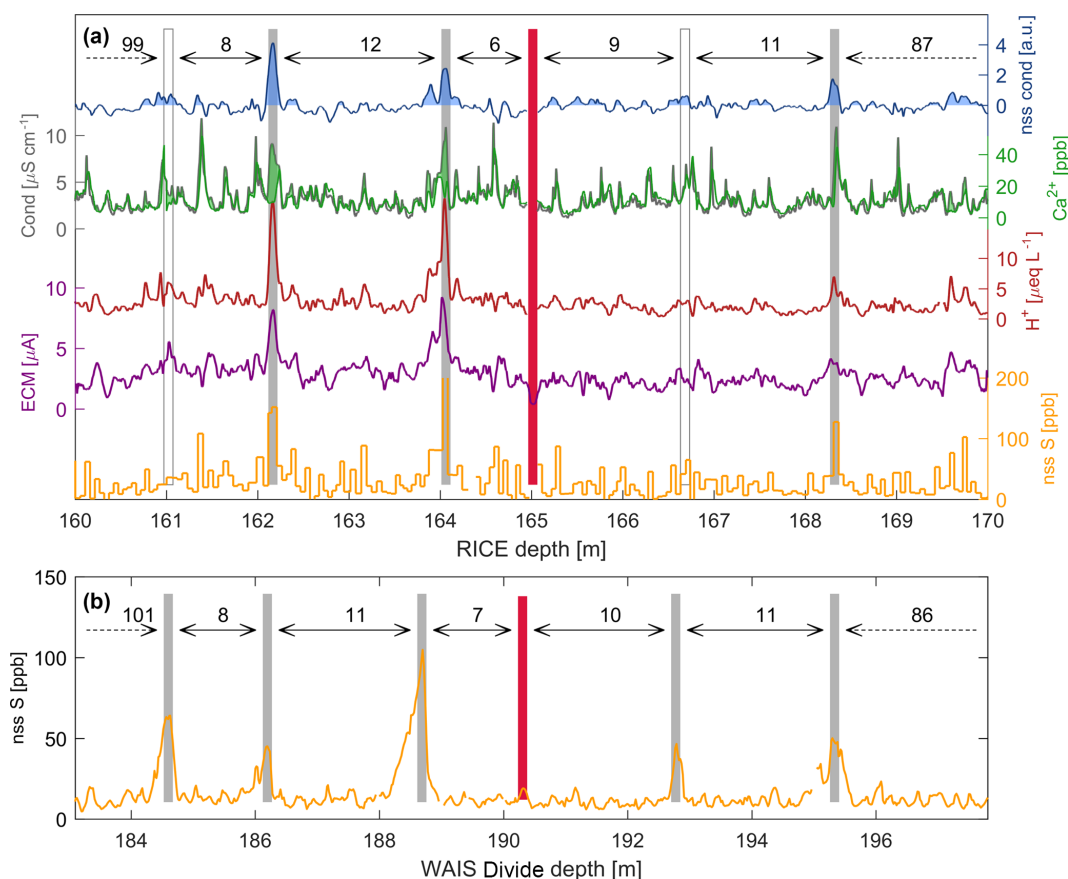 (a)
99 8 12 6 9 11 87
nss cond [a.u.]
4
2
0
Cond [μS cm⁻¹]
10
5
0
Ca²⁺ [ppb]
40
20
0
H⁺ [μeq L⁻¹]
10
5
0
ECM [μA]
10
5
0
nss S [ppb]
200
100
0
160 161 162 163 164 165 166 167 168 169 170
RICE depth [m]
(b)
101 8 11 7 10 11 86
nss S [ppb]
150
100
50
0
184 186 188 190 192 194 196
WAIS Divide depth [m]